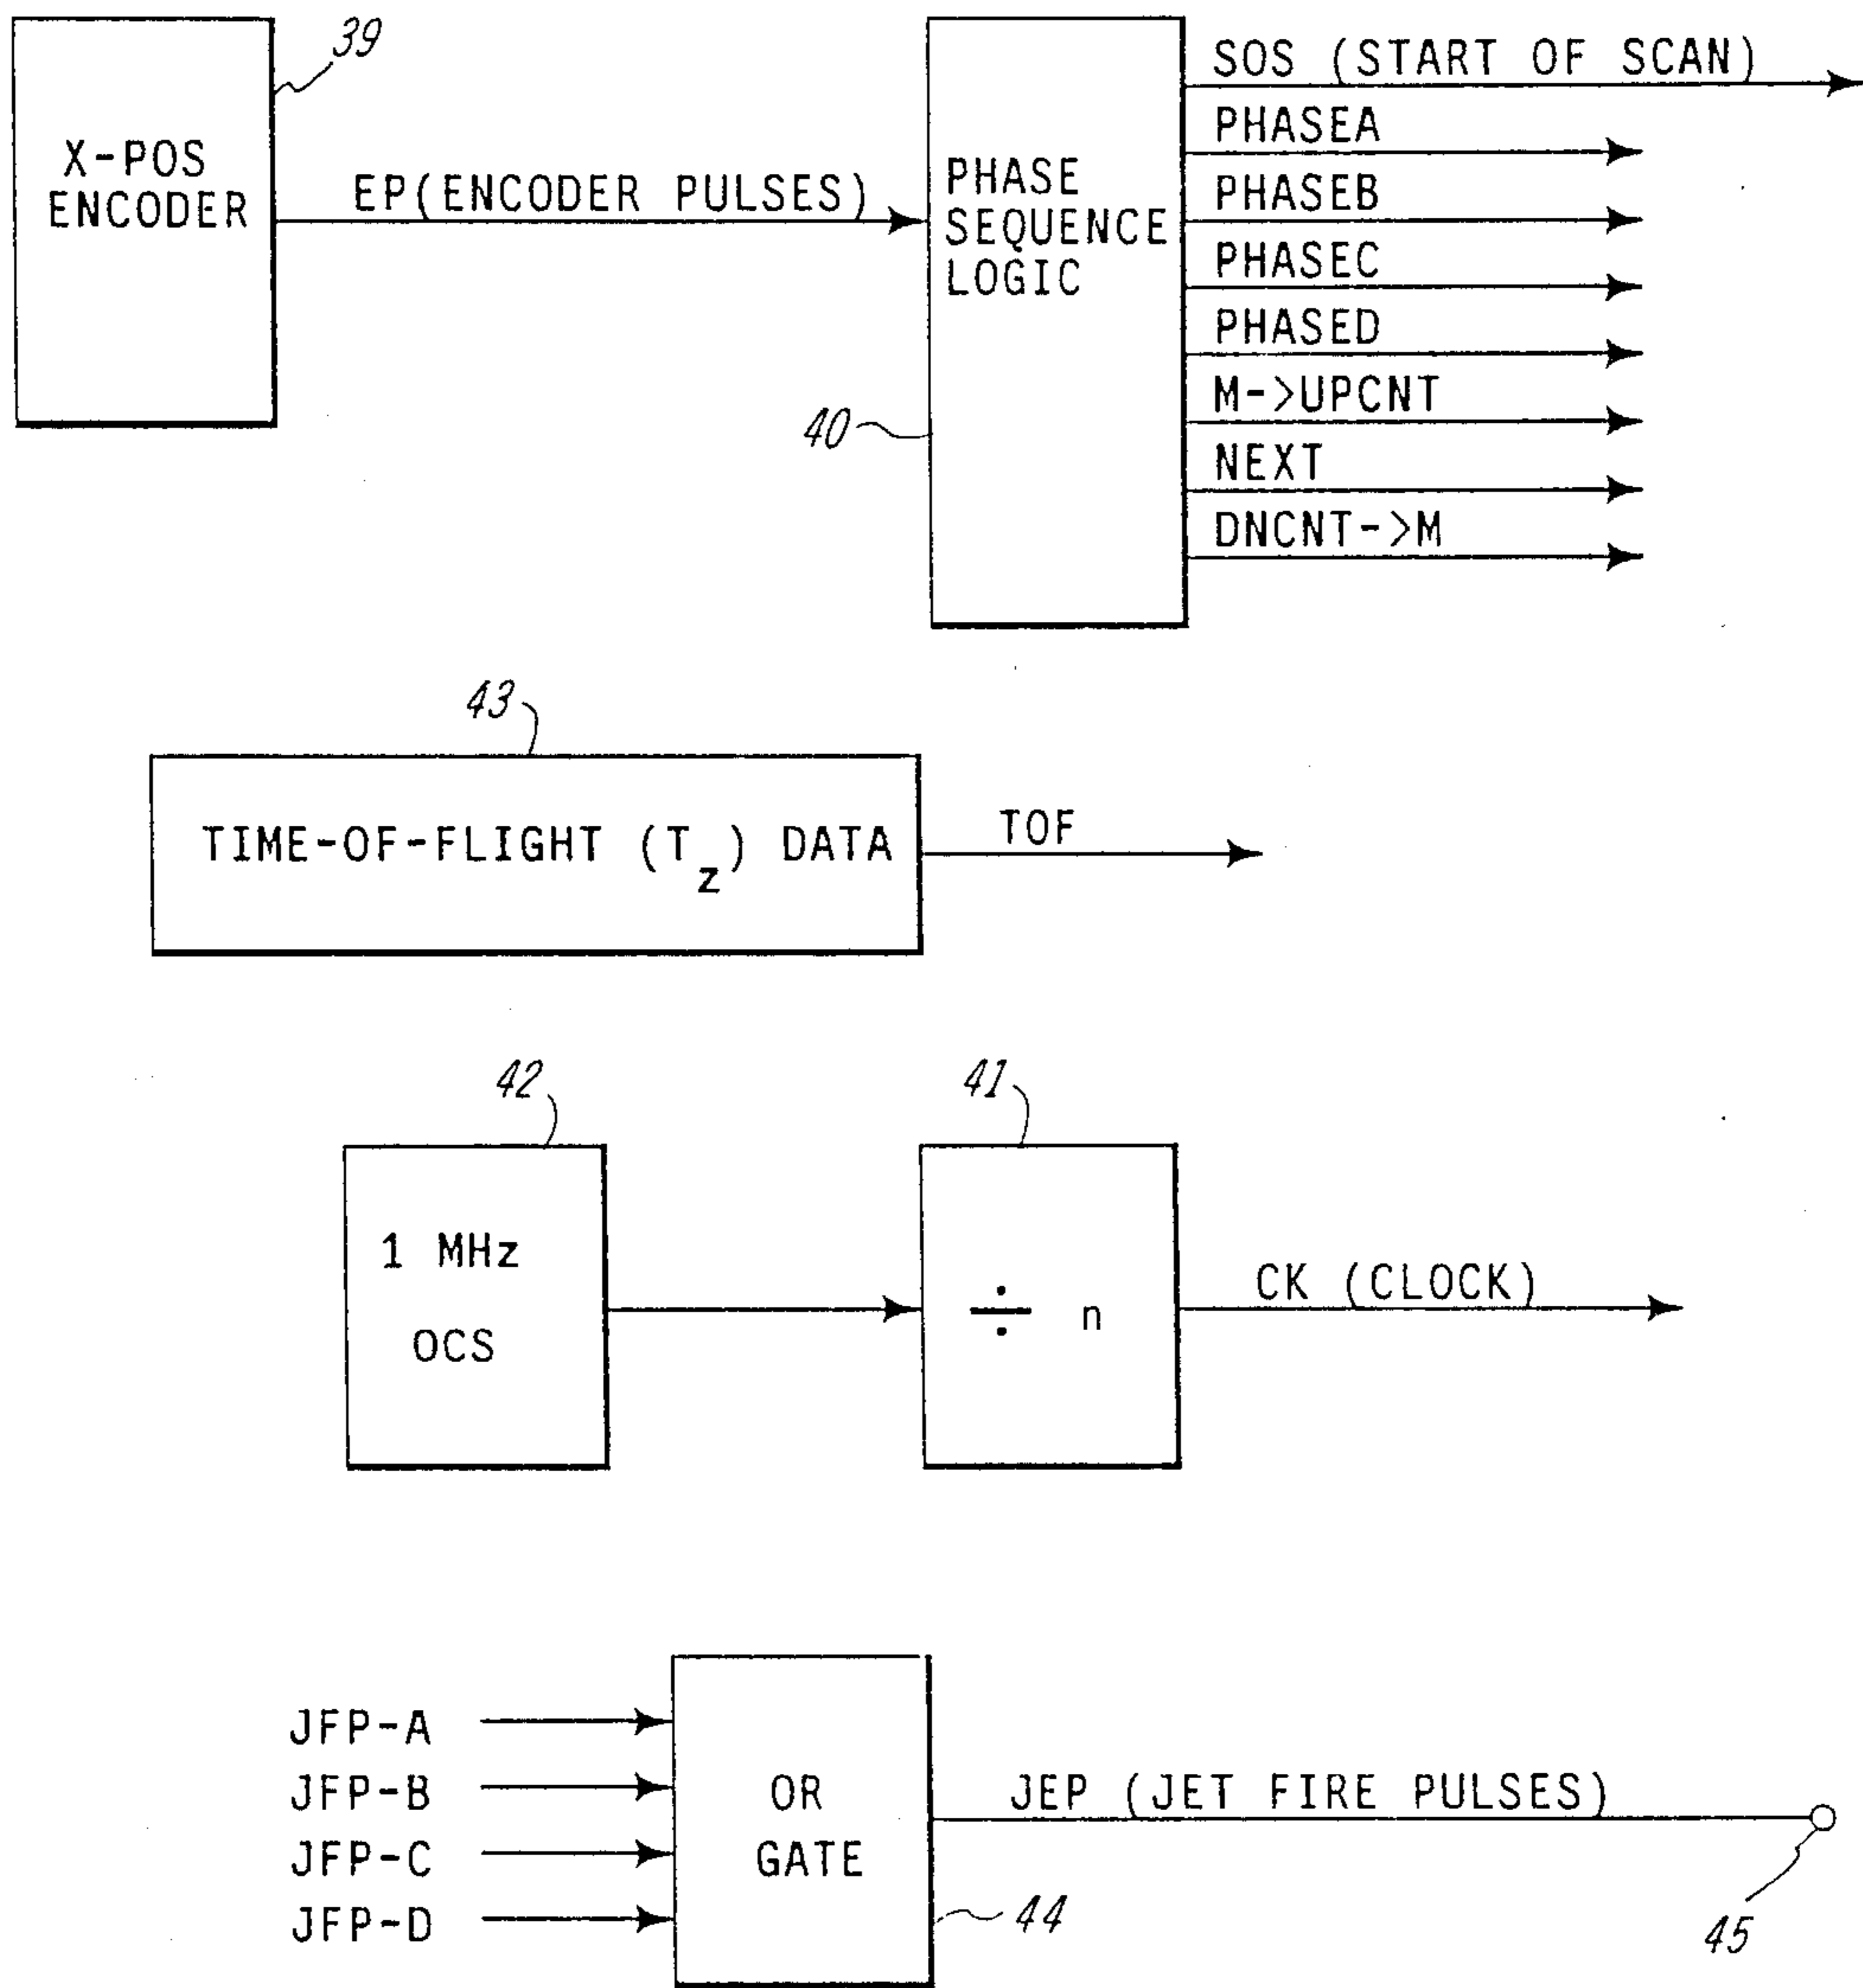 39
X-POS
ENCODER
EP(ENCODER PULSES)
PHASE
SEQUENCE
LOGIC
40
SOS (START OF SCAN)
PHASEA
PHASEB
PHASEC
PHASED
M->UPCNT
NEXT
DNCNT->M
43
TIME-OF-FLIGHT (Tz) DATA
TOF
42
1 MHz
OCS
41
÷ n
CK (CLOCK)
JFP-A
JFP-B
JFP-C
JFP-D
OR
GATE
44
JEP (JET FIRE PULSES)
45